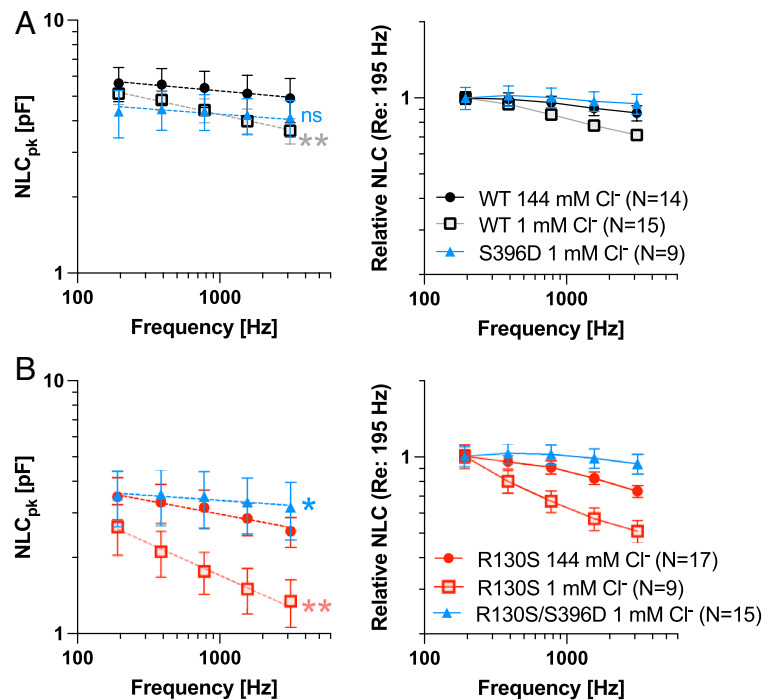 A
10
NLCpk [pF]
1
ns
**
100
1000
Frequency [Hz]
Relative NLC (Re: 195 Hz)
1
WT 144 mM Cl⁻ (N=14)
WT 1 mM Cl⁻ (N=15)
S396D 1 mM Cl⁻ (N=9)
100
1000
Frequency [Hz]
B
10
NLCpk [pF]
1
*
**
100
1000
Frequency [Hz]
Relative NLC (Re: 195 Hz)
1
R130S 144 mM Cl⁻ (N=17)
R130S 1 mM Cl⁻ (N=9)
R130S/S396D 1 mM Cl⁻ (N=15)
100
1000
Frequency [Hz]